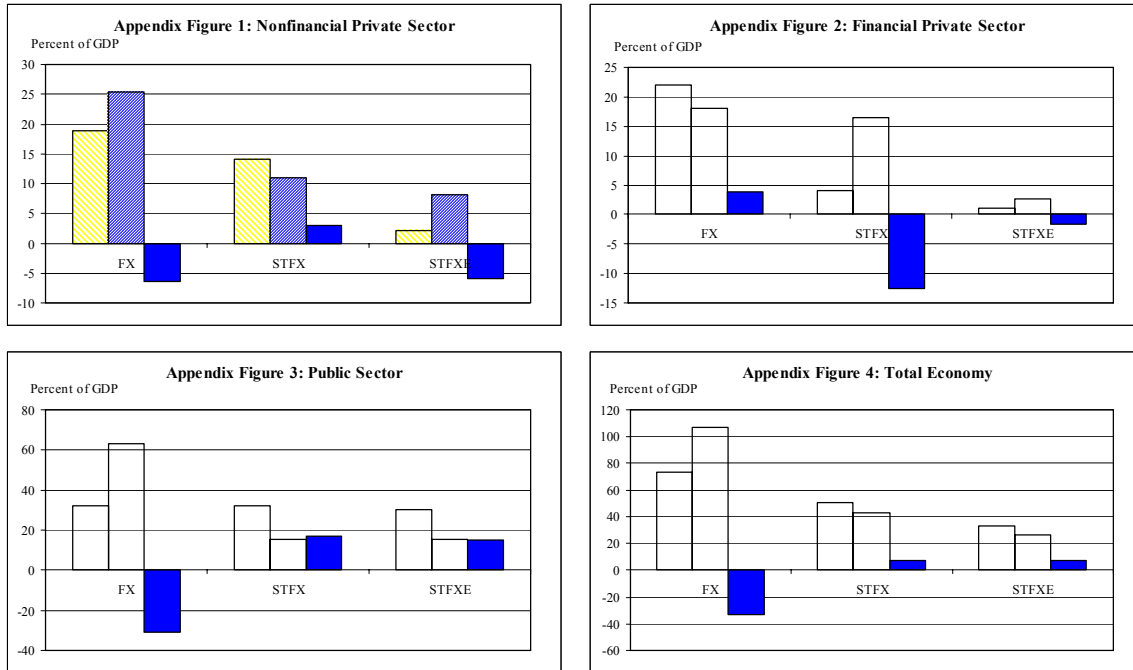 Appendix Figure 1: Nonfinancial Private Sector
Percent of GDP
30
25
20
15
10
5
0
-5
-10
FX
STFX
STFXE
Appendix Figure 2: Financial Private Sector
Percent of GDP
25
20
15
10
5
0
-5
-10
-15
FX
STFX
STFXE
Appendix Figure 3: Public Sector
Percent of GDP
80
60
40
20
0
-20
-40
FX
STFX
STFXE
Appendix Figure 4: Total Economy
Percent of GDP
120
100
80
60
40
20
0
-20
-40
-60
FX
STFX
STFXE